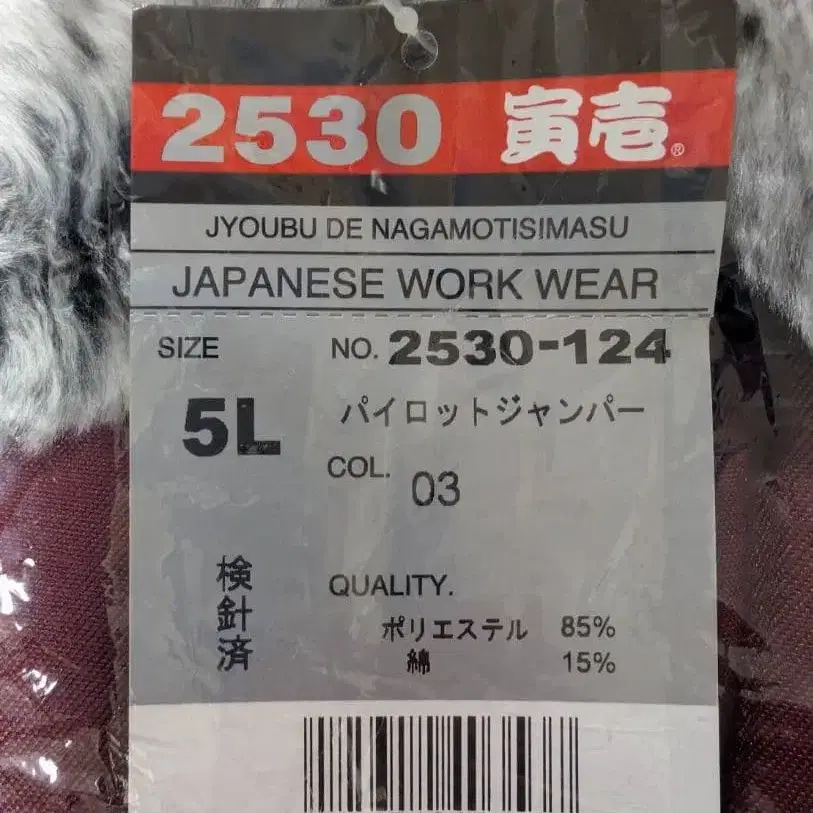 2530 寅壱®
JYOUBU DE NAGAMOTISIMASU
JAPANESE WORK WEAR
SIZE NO. 2530-124
5L パイロットジャンパー
COL. 03
検針済
QUALITY.
ポリエステル 85%
綿 15%